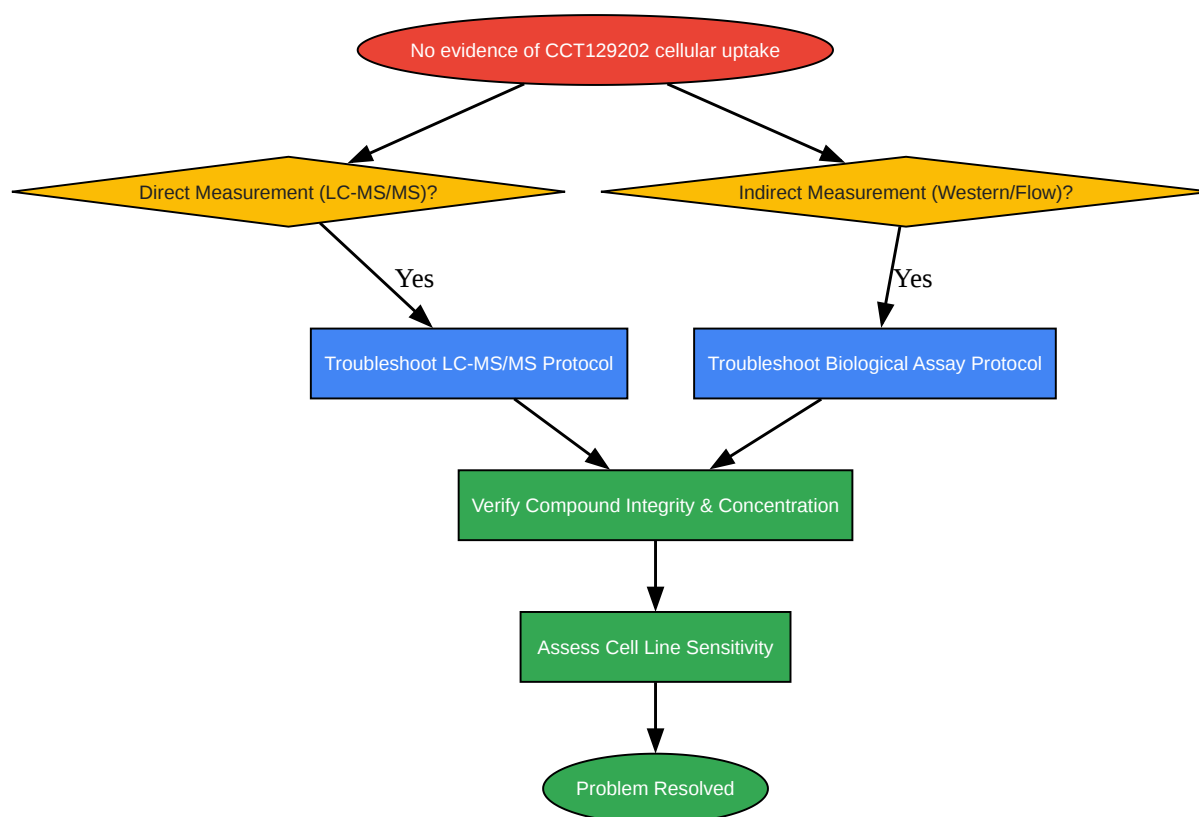 No evidence of CCT129202 cellular uptake
Direct Measurement (LC-MS/MS)?
Indirect Measurement (Western/Flow)?
Yes
Yes
Troubleshoot LC-MS/MS Protocol
Troubleshoot Biological Assay Protocol
Verify Compound Integrity & Concentration
Assess Cell Line Sensitivity
Problem Resolved